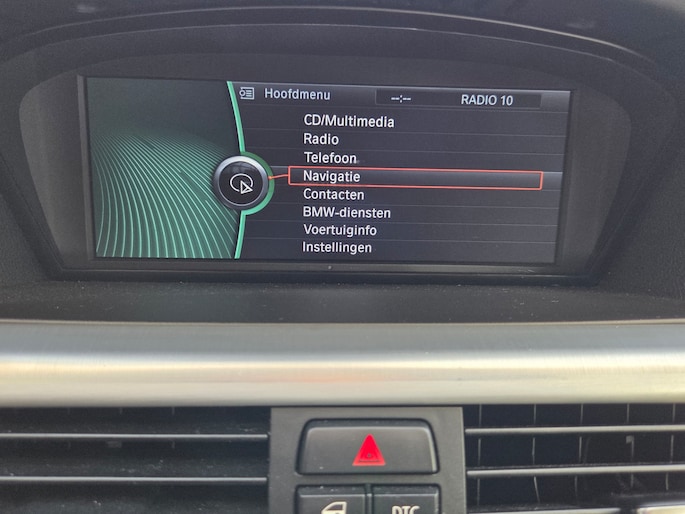 Hoofdmenu --:-- RADIO 10
CD/Multimedia
Radio
Telefoon
Navigatie
Contacten
BMW-diensten
Voertuiginfo
Instellingen
DTC